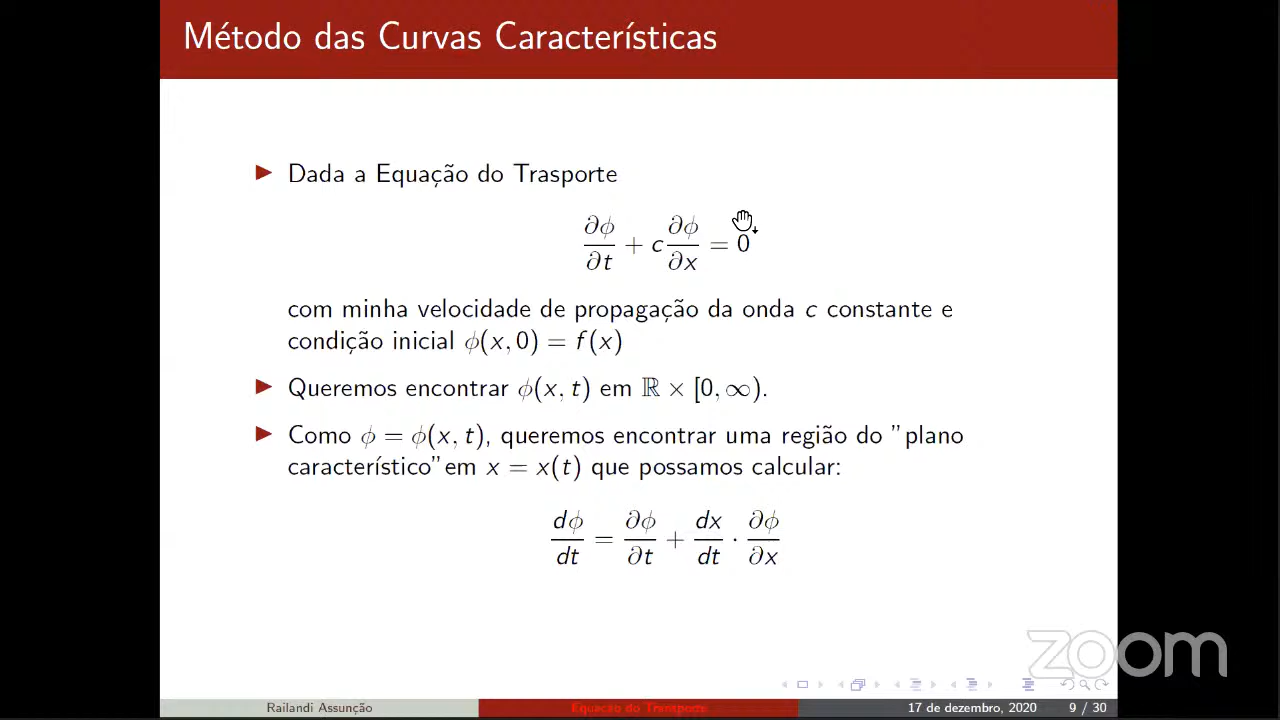 Método das Curvas Características
Dada a Equação do Trasporte
∂ϕ/∂t + c ∂ϕ/∂x = 0
com minha velocidade de propagação da onda c constante e
condição inicial ϕ(x, 0) = f(x)
Queremos encontrar ϕ(x, t) em ℝ × [0, ∞).
Como ϕ = ϕ(x, t), queremos encontrar uma região do ”plano
característico”em x = x(t) que possamos calcular:
dϕ/dt = ∂ϕ/∂t + dx/dt · ∂ϕ/∂x
zoom
Railandi Assunção
Equação do Transporte
17 de dezembro, 2020
9 / 30